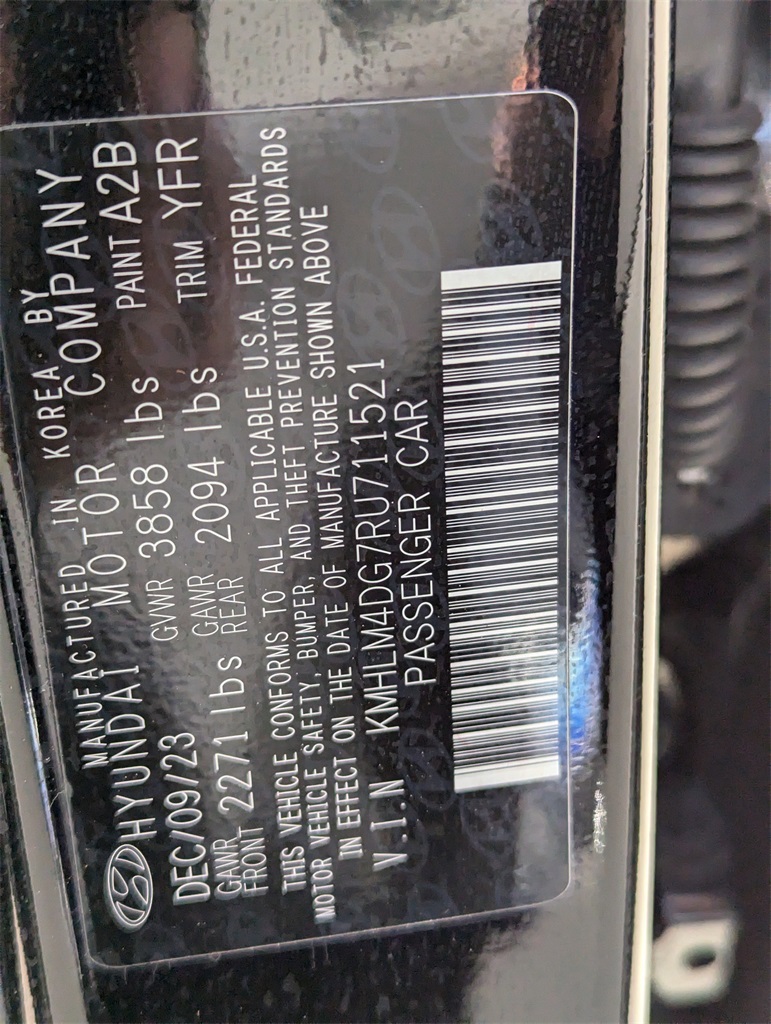 MANUFACTURED IN KOREA BY
HYUNDAI MOTOR COMPANY
DEC/09/23 GVWR 3858 lbs PAINT A2B
GAWR FRONT 2271 lbs GAWR REAR 2094 lbs TRIM YFR
THIS VEHICLE CONFORMS TO ALL APPLICABLE U.S.A. FEDERAL
MOTOR VEHICLE SAFETY, BUMPER, AND THEFT PREVENTION STANDARDS
IN EFFECT ON THE DATE OF MANUFACTURE SHOWN ABOVE
V.I.N KMHLM4DG7RU711521
PASSENGER CAR